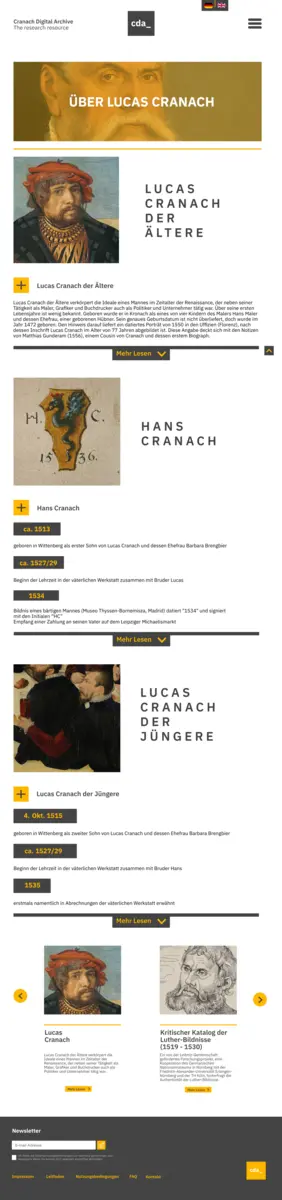 Cranach Digital Archive
The research resource
cda_
ÜBER LUCAS CRANACH
LUCAS
CRANACH
DER
ÄLTERE
Lucas Cranach der Ältere
Lucas Cranach der Ältere verkörpert die Ideale eines Mannes im Zeitalter der Renaissance, der neben seiner
Tätigkeit als Maler, Grafiker und Buchdrucker auch als Politiker und Unternehmer tätig war. Über seine ersten
Lebensjahre ist wenig bekannt. Geboren wurde er in Kronach als eines von vier Kindern des Malers Hans Maler
und dessen Ehefrau, einer geborenen Hübner. Sein genaues Geburtsdatum ist nicht überliefert, doch wurde im
Jahr 1472 geboren. Den Hinweis darauf liefert ein datiertes Porträt von 1550 in den Uffizien (Florenz), nach
dessen Inschrift Lucas Cranach im Alter von 77 Jahren abgebildet ist. Diese Angabe deckt sich mit den Notizen
von Matthias Gunderam (1556), einem Cousin von Cranach und dessen erstem Biograph.
Mehr Lesen
H C
15 36
HANS
CRANACH
Hans Cranach
ca. 1513
geboren in Wittenberg als erster Sohn von Lucas Cranach und dessen Ehefrau Barbara Brengbier
ca. 1527/29
Beginn der Lehrzeit in der väterlichen Werkstatt zusammen mit Bruder Lucas
1534
Bildnis eines bärtigen Mannes (Museo Thyssen-Bornemisza, Madrid) datiert "1534" und signiert
mit den Initialen "HC"
Empfang einer Zahlung an seinen Vater auf dem Leipziger Michaelismarkt
Mehr Lesen
LUCAS
CRANACH
DER
JÜNGERE
Lucas Cranach der Jüngere
4. Okt. 1515
geboren in Wittenberg als zweiter Sohn von Lucas Cranach und dessen Ehefrau Barbara Brengbier
ca. 1527/29
Beginn der Lehrzeit in der väterlichen Werkstatt zusammen mit Bruder Hans
1535
erstmals namentlich in Abrechnungen der väterlichen Werkstatt erwähnt
Mehr Lesen
Lucas
Cranach
Lucas Cranach der Ältere verkörpert die
Ideale eines Mannes im Zeitalter der
Renaissance, der neben seiner Tätigkeit als
Maler, Grafiker und Buchdrucker auch als
Politiker und Unternehmer tätig war.
Mehr Lesen
Kritischer Katalog der
Luther-Bildnisse
(1519 - 1530)
Mehr Lesen
Newsletter
E-mail Adresse
Impressum
Leitfaden
Nutzungsbedingungen
FAQ
Kontakt
cda_